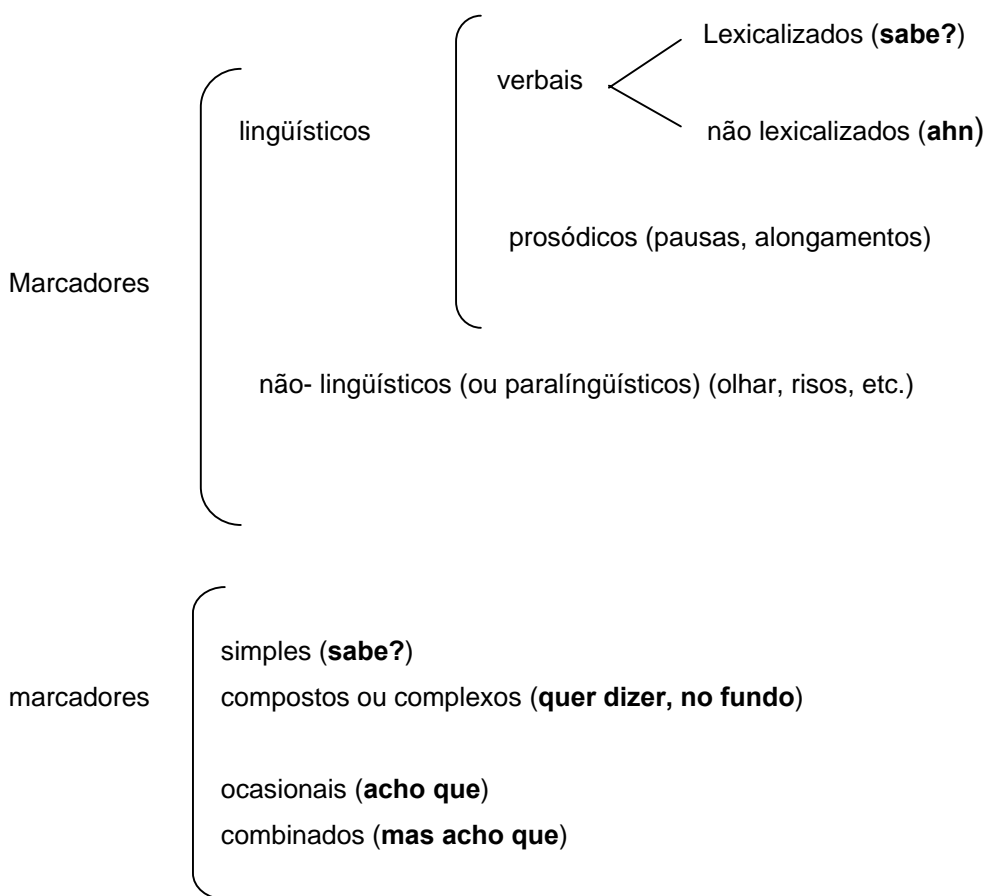 Lexicalizados (sabe?)
verbais
lingüísticos
não lexicalizados (ahn)
prosódicos (pausas, alongamentos)
Marcadores
não- lingüísticos (ou paralíngüísticos) (olhar, risos, etc.)
simples (sabe?)
marcadores
compostos ou complexos (quer dizer, no fundo)
ocasionais (acho que)
combinados (mas acho que)